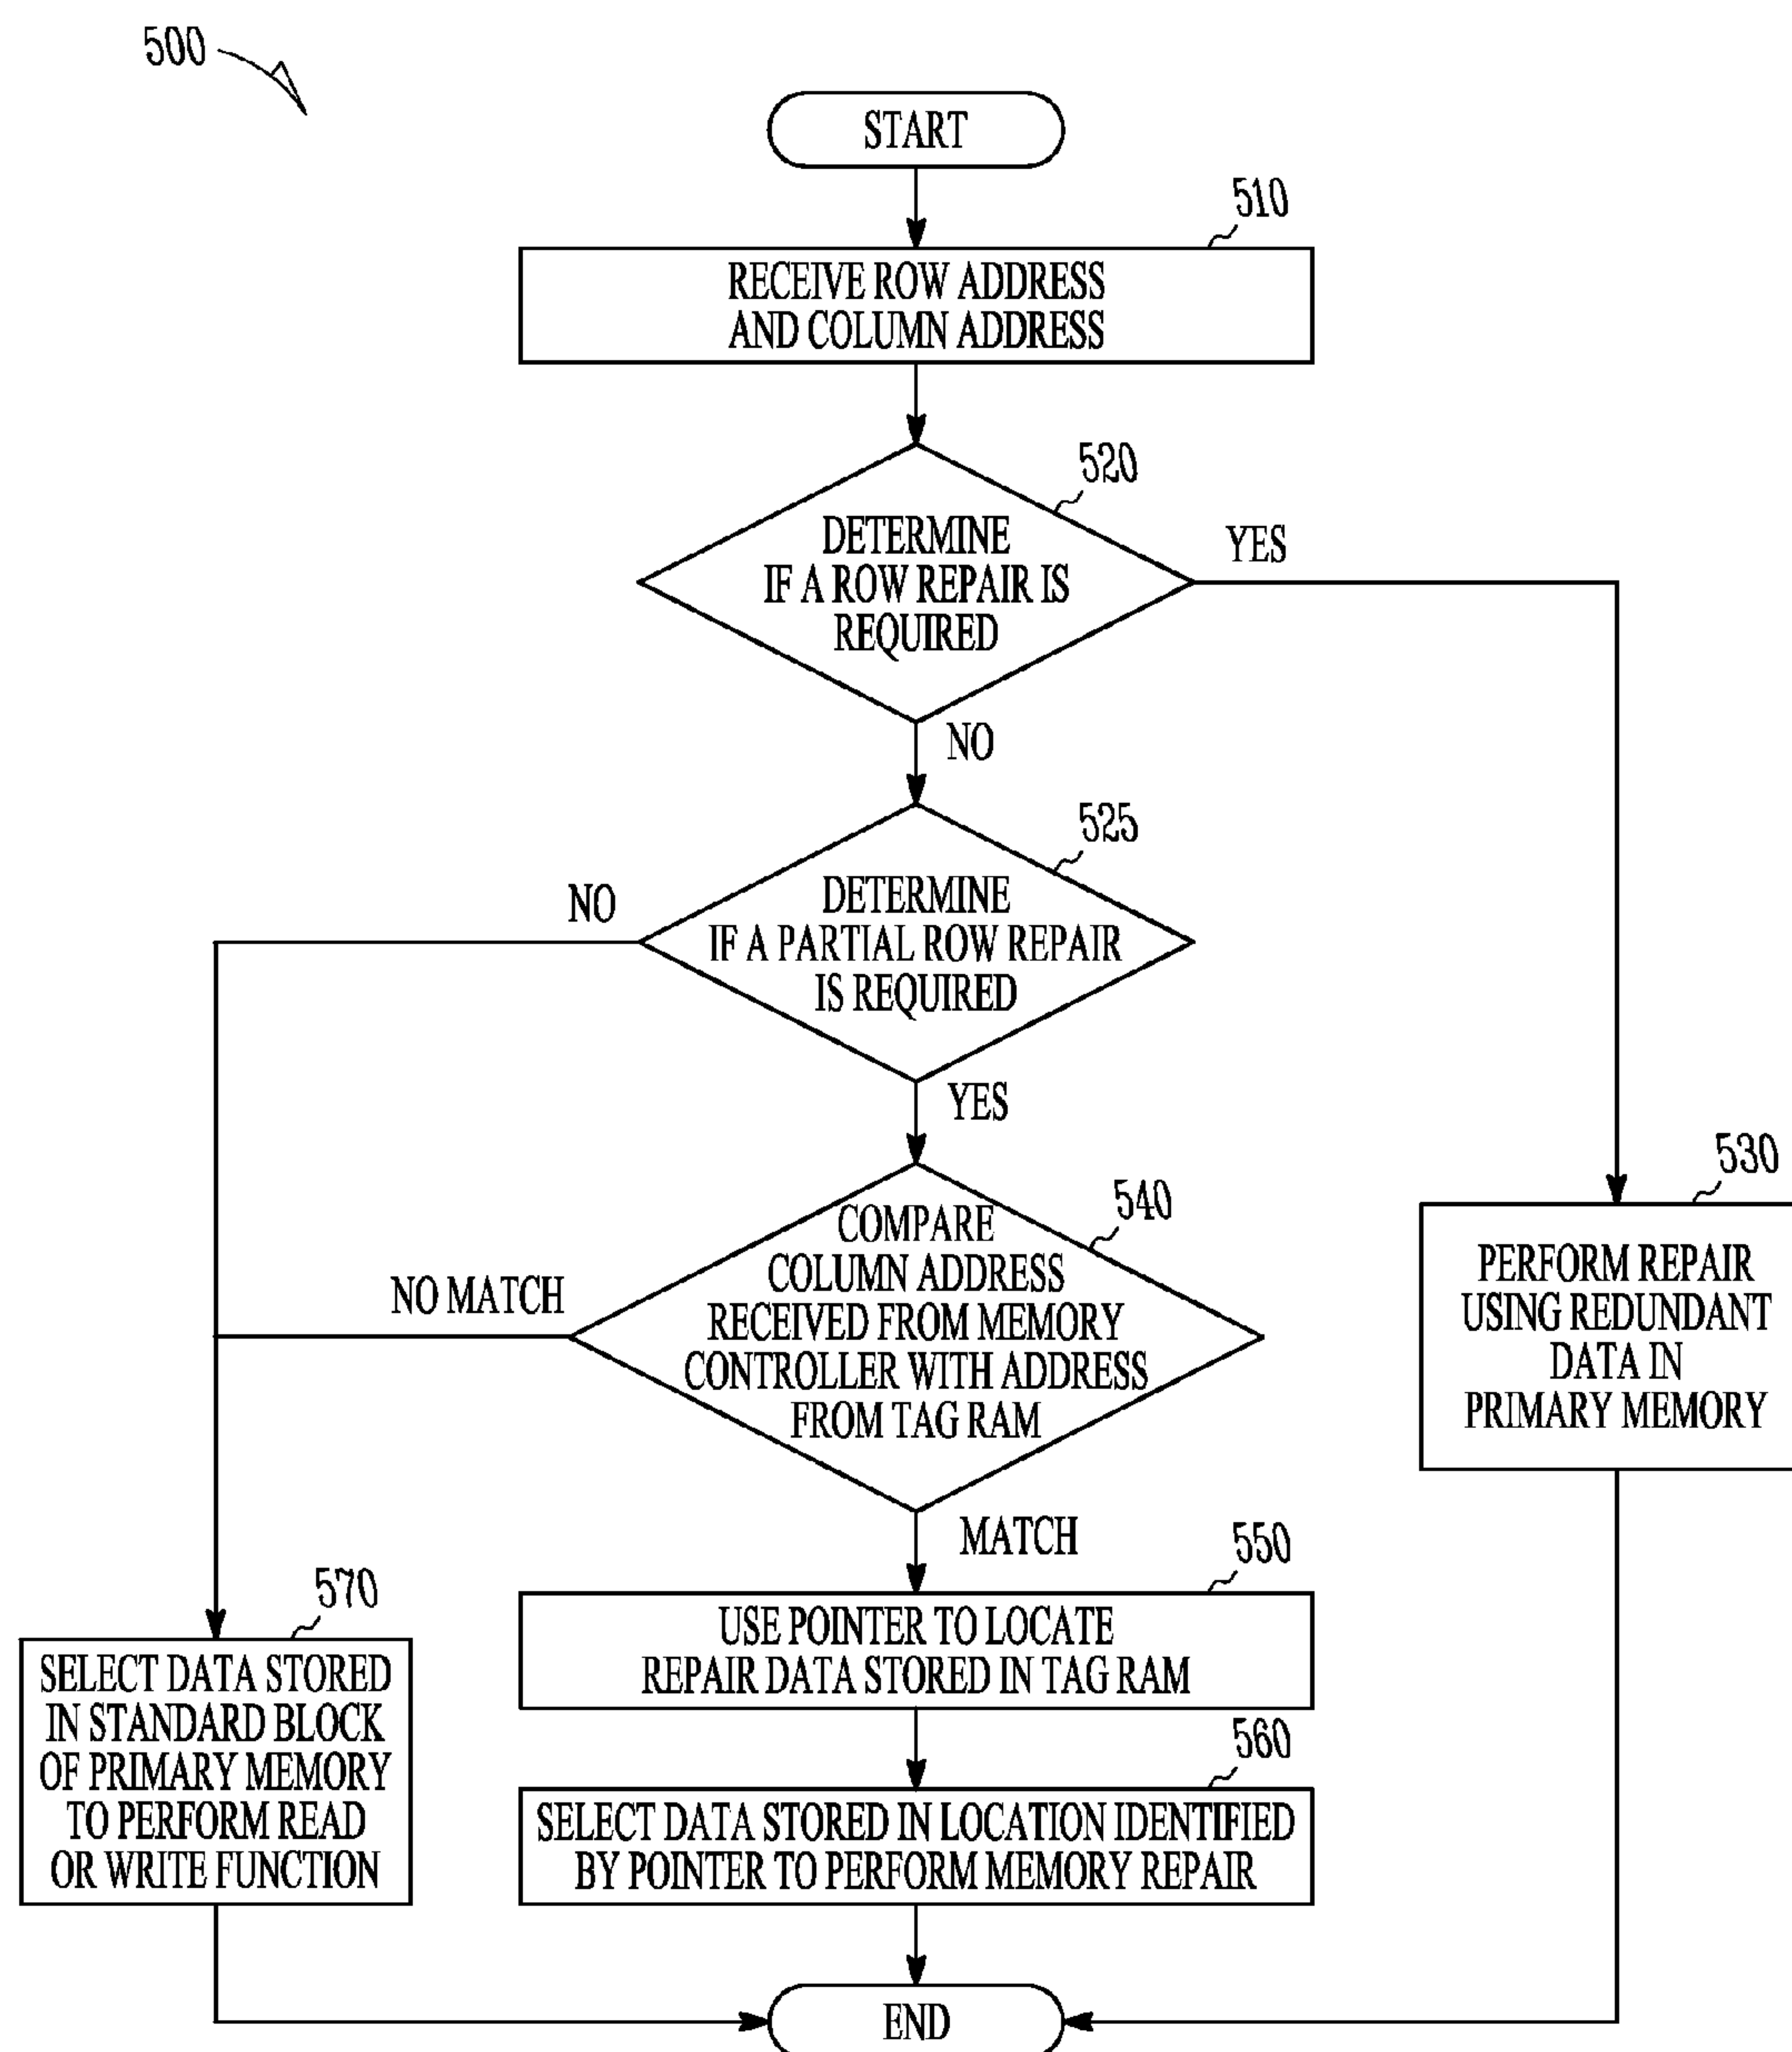 500
START
510
RECEIVE ROW ADDRESS
AND COLUMN ADDRESS
520
DETERMINE
IF A ROW REPAIR IS
REQUIRED
YES
NO
525
DETERMINE
IF A PARTIAL ROW REPAIR
IS REQUIRED
NO
YES
540
COMPARE
COLUMN ADDRESS
RECEIVED FROM MEMORY
CONTROLLER WITH ADDRESS
FROM TAG RAM
NO MATCH
MATCH
530
PERFORM REPAIR
USING REDUNDANT
DATA IN
PRIMARY MEMORY
550
USE POINTER TO LOCATE
REPAIR DATA STORED IN TAG RAM
570
SELECT DATA STORED
IN STANDARD BLOCK
OF PRIMARY MEMORY
TO PERFORM READ
OR WRITE FUNCTION
560
SELECT DATA STORED IN LOCATION IDENTIFIED
BY POINTER TO PERFORM MEMORY REPAIR
END